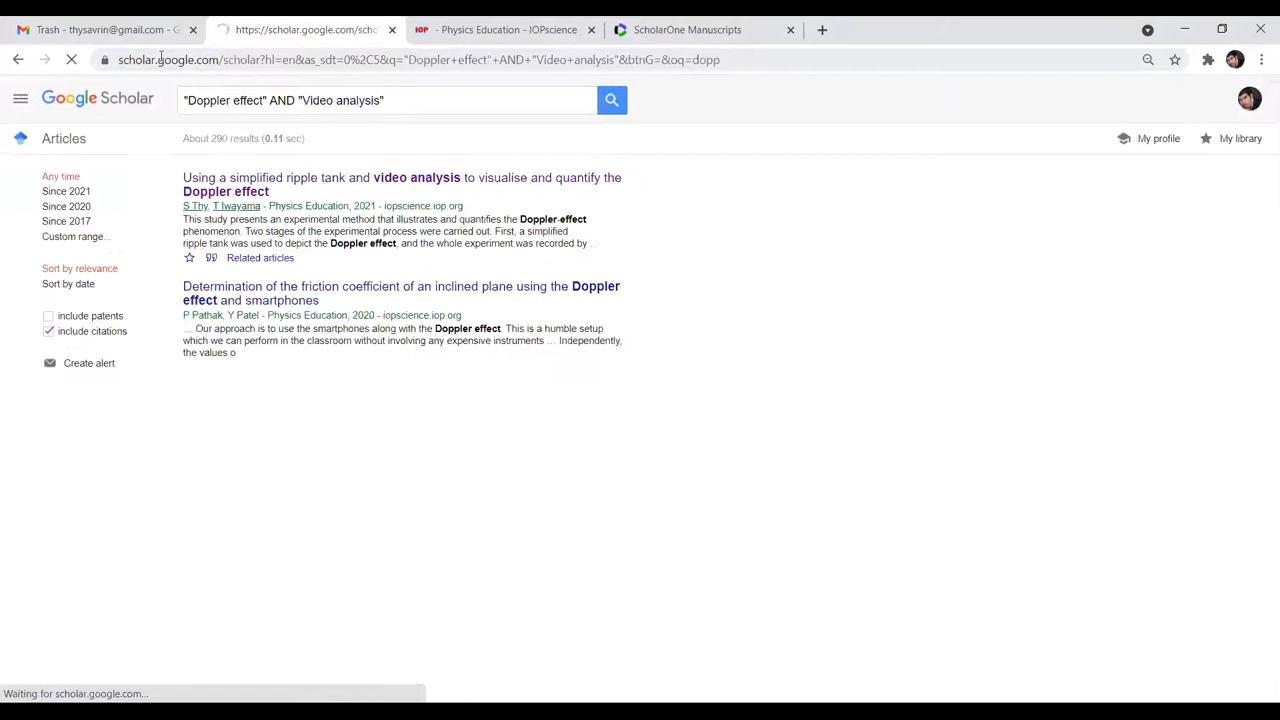 Trash - thysavrin@gmail.com - G
https://scholar.google.com/scho
IOP - Physics Education - IOPscience
ScholarOne Manuscripts
scholar.google.com/scholar?hl=en&as_sdt=0%2C5&q="Doppler+effect"+AND+"Video+analysis"&btnG=&oq=dopp
Google Scholar
"Doppler effect" AND "Video analysis"
Articles
About 290 results (0.11 sec)
My profile
My library
Any time
Since 2021
Since 2020
Since 2017
Custom range...
Sort by relevance
Sort by date
include patents
include citations
Create alert
Using a simplified ripple tank and video analysis to visualise and quantify the
Doppler effect
S Thy, T Iwayama - Physics Education, 2021 - iopscience.iop.org
This study presents an experimental method that illustrates and quantifies the Doppler-effect
phenomenon. Two stages of the experimental process were carried out. First, a simplified
ripple tank was used to depict the Doppler effect, and the whole experiment was recorded by ..
Related articles
Determination of the friction coefficient of an inclined plane using the Doppler
effect and smartphones
P Pathak, Y Patel - Physics Education, 2020 - iopscience.iop.org
... Our approach is to use the smartphones along with the Doppler effect. This is a humble setup
which we can perform in the classroom without involving any expensive instruments ... Independently,
the values o
Waiting for scholar.google.com...